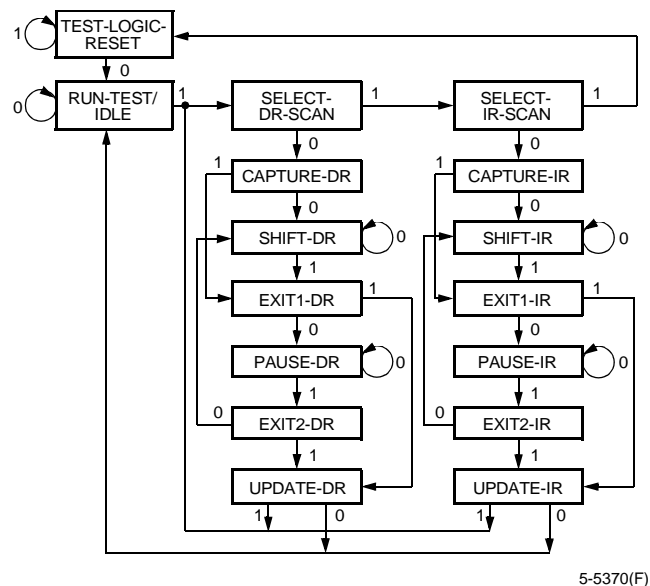 TEST-LOGIC-
RESET
1
0
RUN-TEST/
IDLE
0
1
SELECT-
DR-SCAN
1
SELECT-
IR-SCAN
1
0
0
1
CAPTURE-DR
1
CAPTURE-IR
0
0
SHIFT-DR
0
SHIFT-IR
0
1
1
EXIT1-DR
1
EXIT1-IR
1
0
0
PAUSE-DR
0
PAUSE-IR
0
1
1
0
EXIT2-DR
0
EXIT2-IR
1
1
UPDATE-DR
UPDATE-IR
1
0
1
0
5-5370(F)